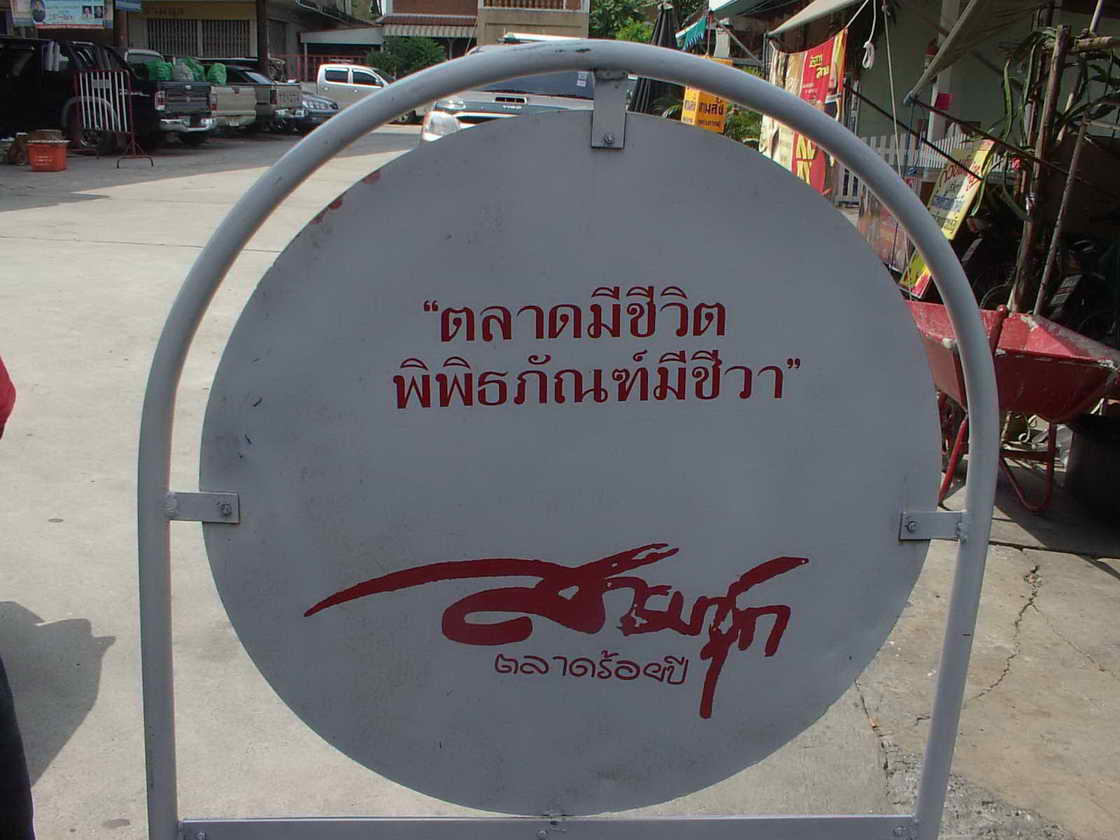 “ตลาดมีชีวิต
พิพิธภัณฑ์มีชีวา”
สามชุก
ตลาดร้อยปี